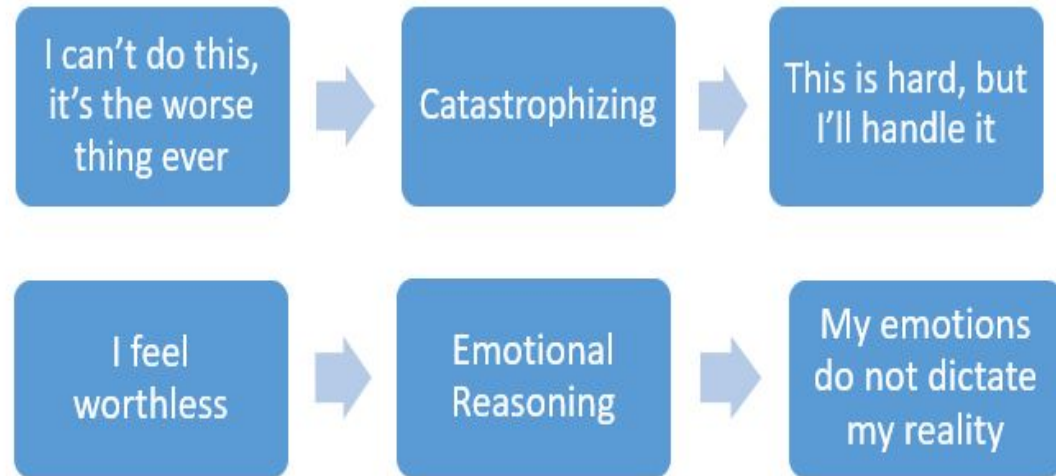 I can’t do this,
it’s the worse
thing ever
Catastrophizing
This is hard, but
I’ll handle it
I feel
worthless
Emotional
Reasoning
My emotions
do not dictate
my reality